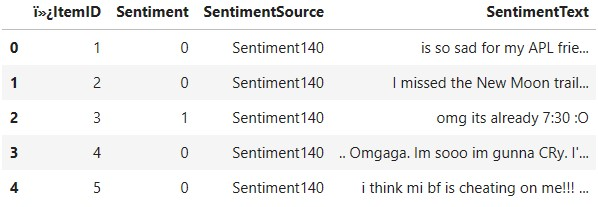 ï»¿ItemID Sentiment SentimentSource SentimentText
0 1 0 Sentiment140 is so sad for my APL frie...
1 2 0 Sentiment140 I missed the New Moon trail...
2 3 1 Sentiment140 omg its already 7:30 :O
3 4 0 Sentiment140 .. Omgaga. Im sooo im gunna CRy. I'...
4 5 0 Sentiment140 i think mi bf is cheating on me!!! ...